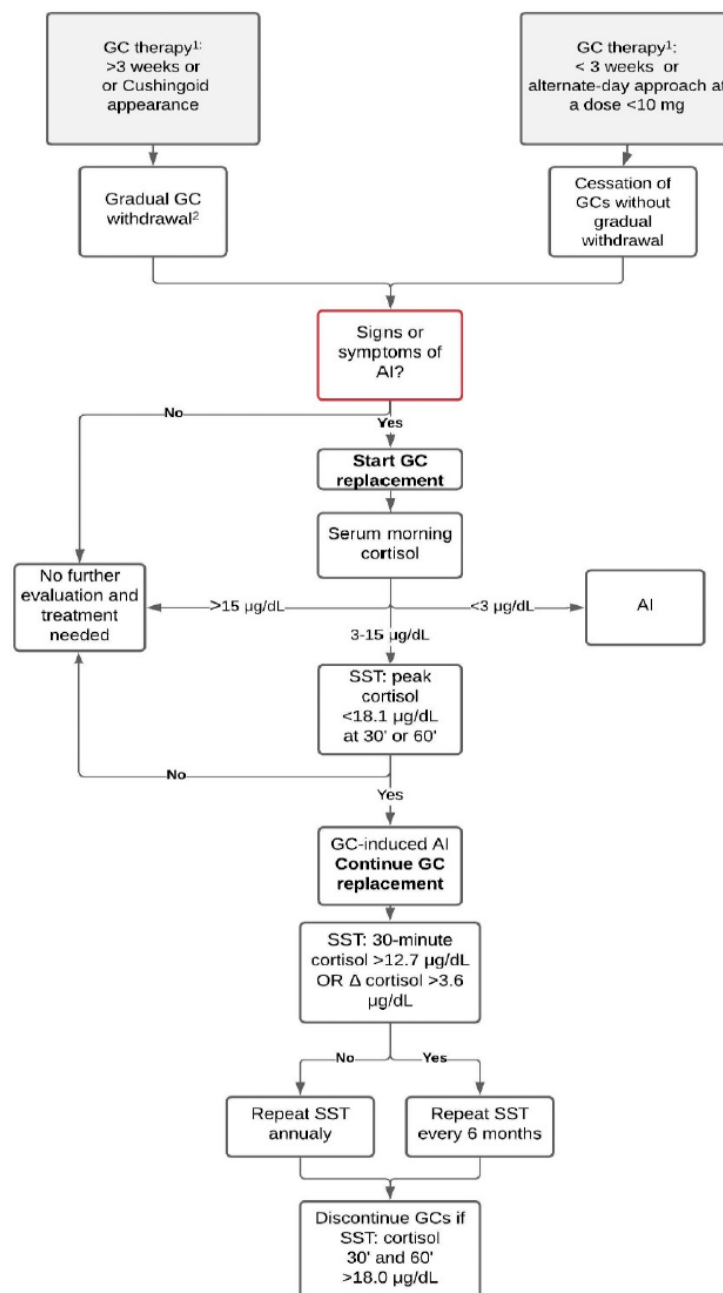 GC therapy¹:
>3 weeks or
or Cushingoid
appearance
GC therapy¹:
< 3 weeks or
alternate-day approach at
a dose <10 mg
Gradual GC
withdrawal²
Cessation of
GCs without
gradual
withdrawal
Signs or
symptoms of
AI?
No
Yes
Start GC
replacement
Serum morning
cortisol
No further
evaluation and
treatment
needed
>15 µg/dL
<3 µg/dL
AI
3-15 µg/dL
SST: peak
cortisol
<18.1 µg/dL
at 30' or 60'
No
Yes
GC-induced AI
Continue GC
replacement
SST: 30-minute
cortisol >12.7 µg/dL
OR Δ cortisol >3.6
µg/dL
No
Yes
Repeat SST
annualy
Repeat SST
every 6 months
Discontinue GCs if
SST: cortisol
30' and 60'
>18.0 µg/dL